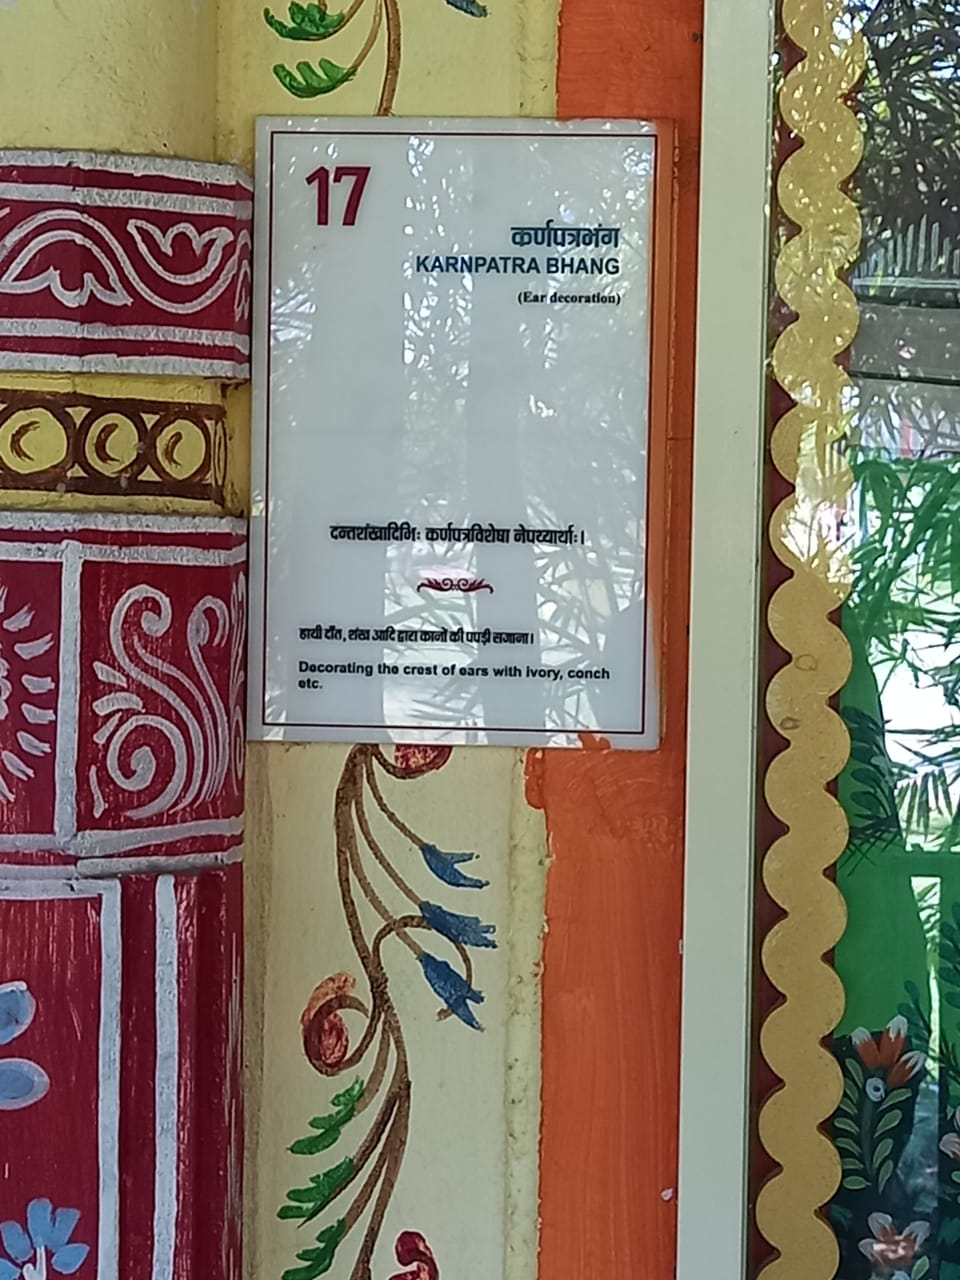 17
कर्णपत्रभंग
KARNPATRA BHANG
(Ear decoration)
दन्तशंखादिभिः कर्णपत्रविशेषा नेपथ्यार्थाः।
हाथी दाँत, शंख आदि द्वारा कानों की पपड़ी सजाना।
Decorating the crest of ears with ivory, conch
etc.